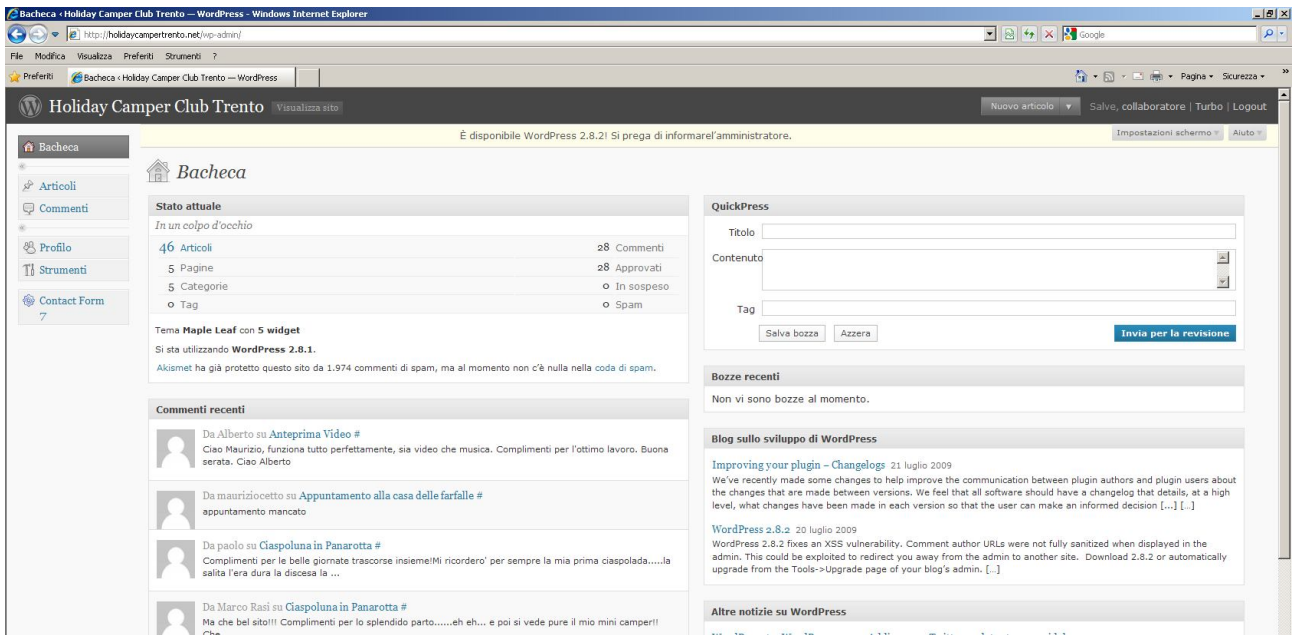 Bacheca ‹ Holiday Camper Club Trento — WordPress - Windows Internet Explorer
http://holidaycampertrento.net/wp-admin/
Google
File Modifica Visualizza Preferiti Strumenti ?
Preferiti
Bacheca ‹ Holiday Camper Club Trento — WordPress
Pagina
Sicurezza
»
Holiday Camper Club Trento
Visualizza sito
Nuovo articolo
Salve, collaboratore | Turbo | Logout
È disponibile WordPress 2.8.2! Si prega di informarel'amministratore.
Impostazioni schermo
Aiuto
Bacheca
Articoli
Commenti
Profilo
Strumenti
Contact Form
7
Bacheca
Stato attuale
In un colpo d'occhio
46 Articoli 28 Commenti
5 Pagine 28 Approvati
5 Categorie 0 In sospeso
0 Tag 0 Spam
Tema Maple Leaf con 5 widget
Si sta utilizzando WordPress 2.8.1.
Akismet ha già protetto questo sito da 1.974 commenti di spam, ma al momento non c'è nulla nella coda di spam.
Commenti recenti
Da Alberto su Anteprima Video #
Ciao Maurizio, funziona tutto perfettamente, sia video che musica. Complimenti per l'ottimo lavoro. Buona
serata. Ciao Alberto
Da mauriziocetto su Appuntamento alla casa delle farfalle #
appuntamento mancato
Da paolo su Ciaspoluna in Panarotta #
Complimenti per le belle giornate trascorse insieme!Mi ricordero' per sempre la mia prima ciaspolada.....la
salita l'era dura la discesa la ...
Da Marco Rasi su Ciaspoluna in Panarotta #
Ma che bel sito!!! Complimenti per lo splendido parto......eh eh... e poi si vede pure il mio mini camper!!
Che
QuickPress
Titolo
Contenuto
Tag
Salva bozza
Azzera
Invia per la revisione
Bozze recenti
Non vi sono bozze al momento.
Blog sullo sviluppo di WordPress
Improving your plugin – Changelogs 21 luglio 2009
We've recently made some changes to help improve the communication between plugin authors and plugin users about
the changes that are made between versions. We feel that all software should have a changelog that details, at a high
level, what changes have been made in each version so that the user can make an informed decision [...] [...]
WordPress 2.8.2 20 luglio 2009
WordPress 2.8.2 fixes an XSS vulnerability. Comment author URLs were not fully sanitized when displayed in the
admin. This could be exploited to redirect you away from the admin to another site. Download 2.8.2 or automatically
upgrade from the Tools->Upgrade page of your blog's admin. [...]
Altre notizie su WordPress